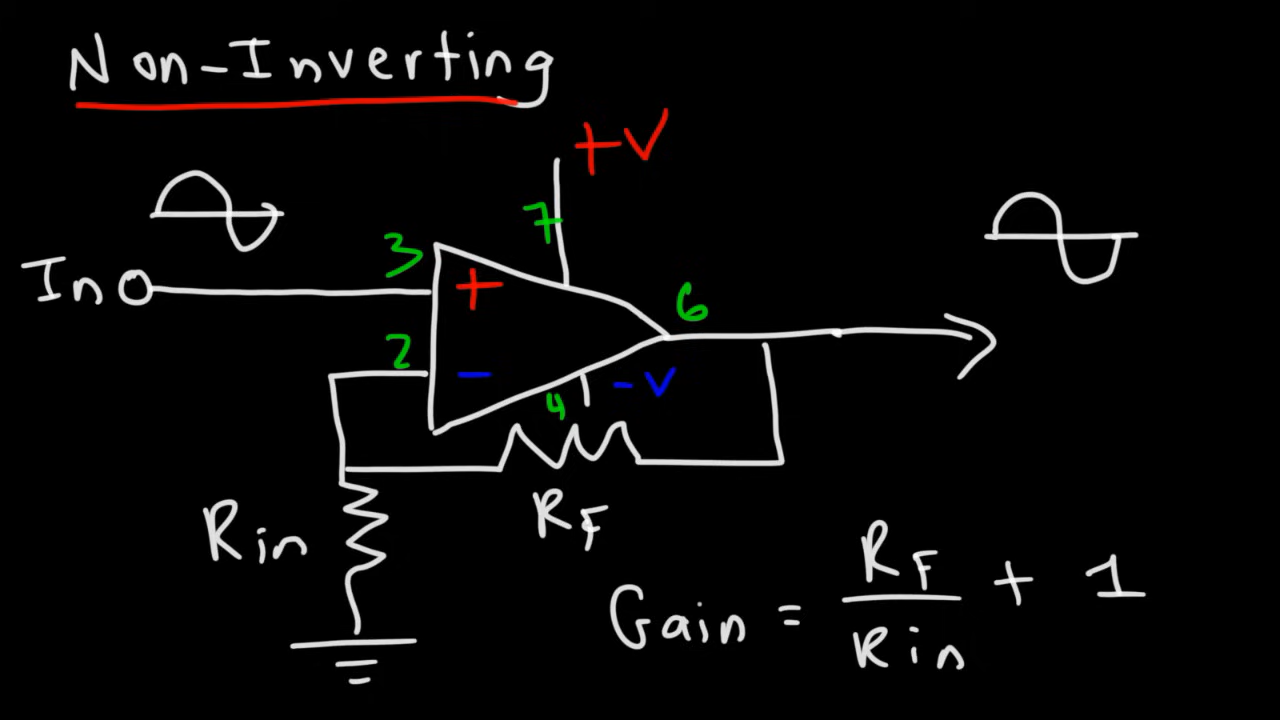 Non-Inverting
+V
7
3
In
+
6
2
-
-V
4
Rin
RF
Gain = RF/Rin + 1